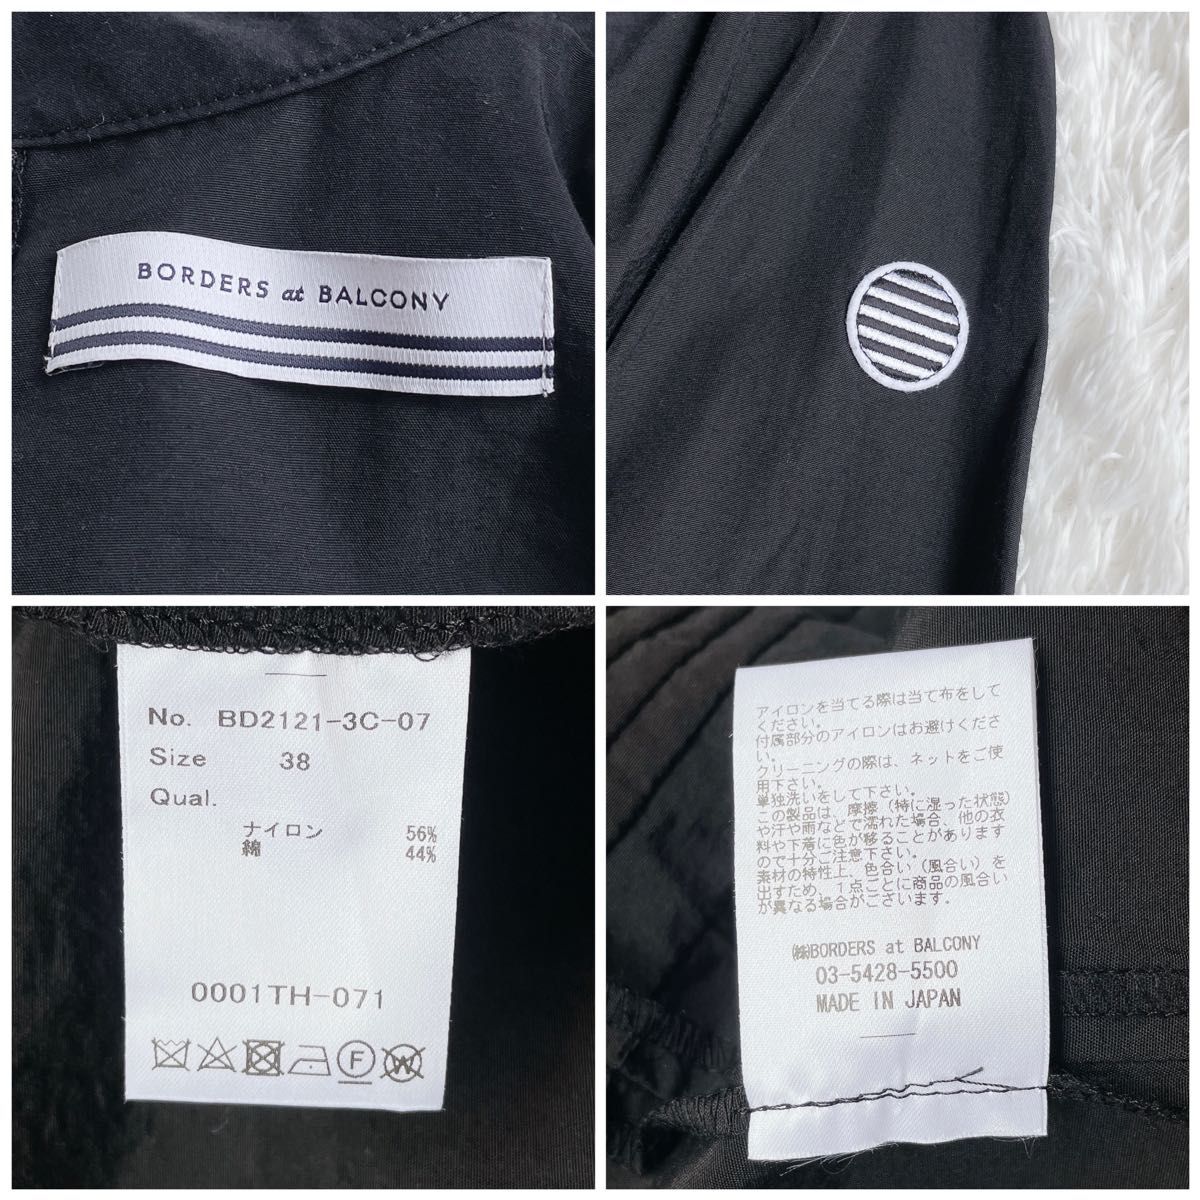 BORDERS at BALCONY
No. BD2121-3C-07
Size 38
Qual.
ナイロン 56%
綿 44%
0001TH-071
F
W
アイロンを当てる際は当て布をして
ください。
付属部分のアイロンはお避けくださ
い。
クリーニングの際は、ネットをご使
用下さい。
単独洗いをして下さい。
この製品は、摩擦（特に湿った状態）
や汗や雨などで濡れた場合、他の衣
料や下着に色が移ることがあります
ので十分ご注意下さい。
素材の特性上、色合い（風合い）を
出すため、１点ごとに商品の風合い
が異なる場合がございます。
㈱BORDERS at BALCONY
03-5428-5500
MADE IN JAPAN